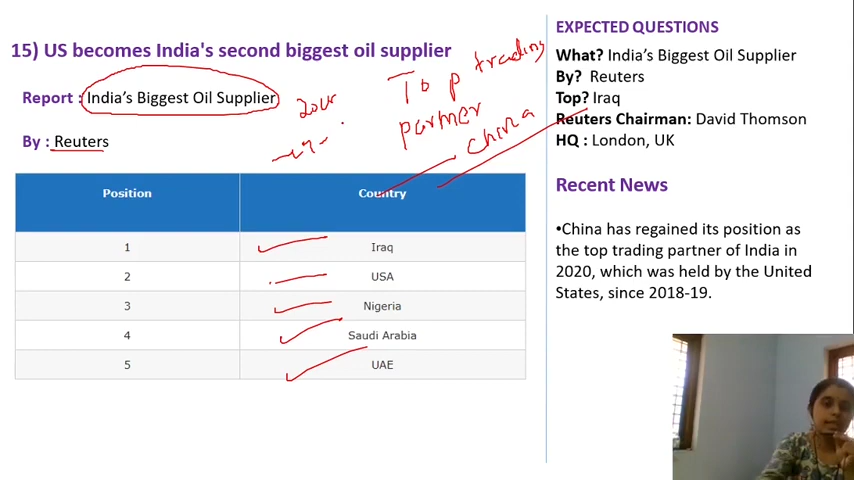 15) US becomes India's second biggest oil supplier
Report : India's Biggest Oil Supplier
By : Reuters
Top trading
partner
China
Position Country
1 Iraq
2 USA
3 Nigeria
4 Saudi Arabia
5 UAE
EXPECTED QUESTIONS
What? India's Biggest Oil Supplier
By? Reuters
Top? Iraq
Reuters Chairman: David Thomson
HQ : London, UK
Recent News
•China has regained its position as
the top trading partner of India in
2020, which was held by the United
States, since 2018-19.